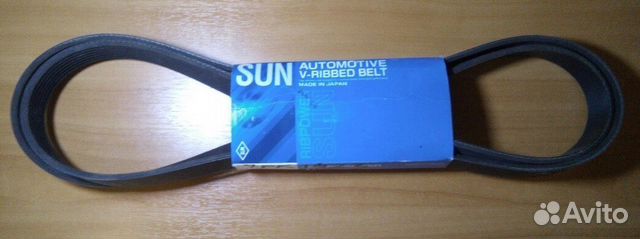 SUN
AUTOMOTIVE
V-RIBBED BELT
MADE IN JAPAN
RIBPOWER
SUN
Avito